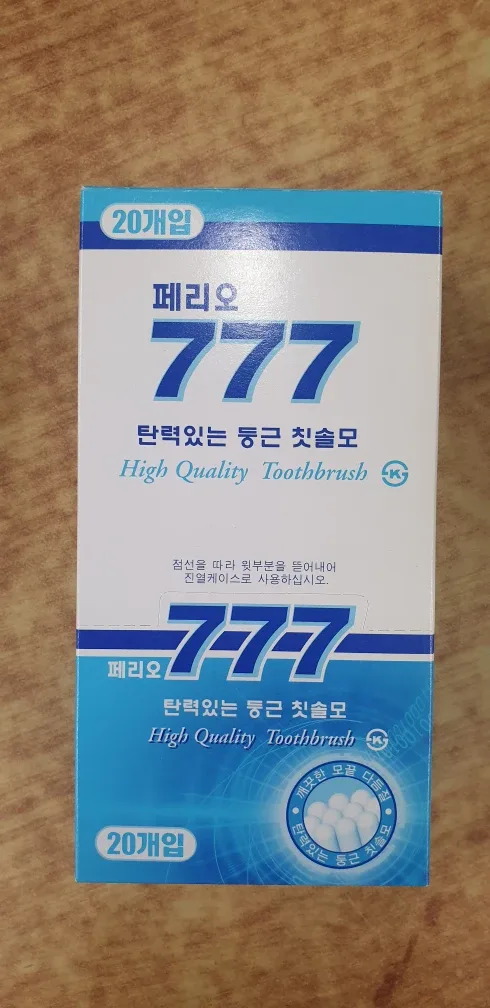 20개입
페리오
777
탄력있는 둥근 칫솔모
High Quality Toothbrush
점선을 따라 윗부분을 뜯어내어
진열케이스로 사용하십시오.
페리오 777
탄력있는 둥근 칫솔모
High Quality Toothbrush
깨끗한 모끝 다듬질
탄력있는 둥근 칫솔모
20개입